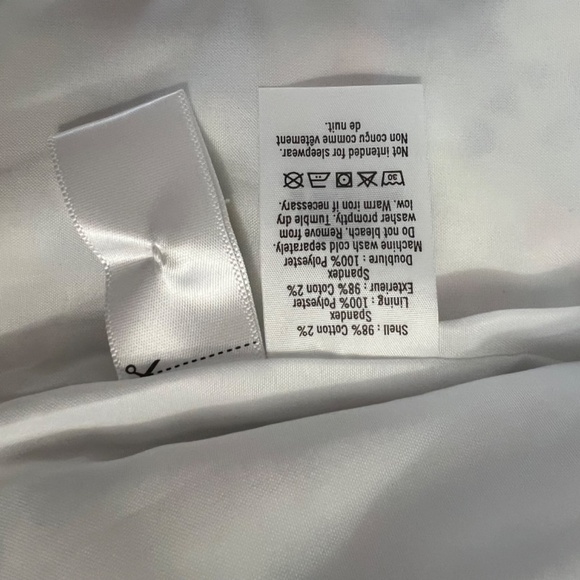 Shell : 98% Cotton 2%
Spandex
Lining : 100% Polyester
Exterieur : 98% Coton 2%
Spandex
Doublure : 100% Polyester
Machine wash cold separately.
Do not bleach. Remove from
washer promptly. Tumble dry
low. Warm iron if necessary.
30
Not intended for sleepwear.
Non conçu comme vêtement
de nuit.